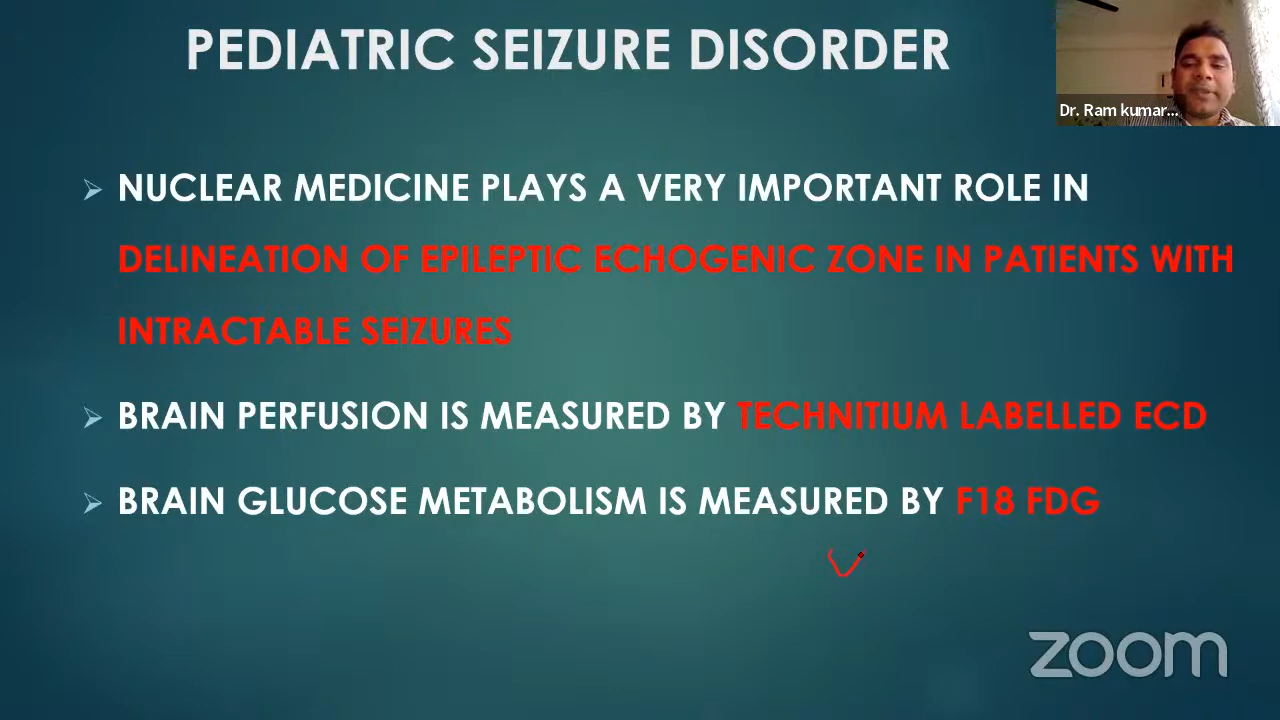 PEDIATRIC SEIZURE DISORDER
Dr. Ram kumar...
NUCLEAR MEDICINE PLAYS A VERY IMPORTANT ROLE IN
DELINEATION OF EPILEPTIC ECHOGENIC ZONE IN PATIENTS WITH
INTRACTABLE SEIZURES
BRAIN PERFUSION IS MEASURED BY TECHNITIUM LABELLED ECD
BRAIN GLUCOSE METABOLISM IS MEASURED BY F18 FDG
zoom